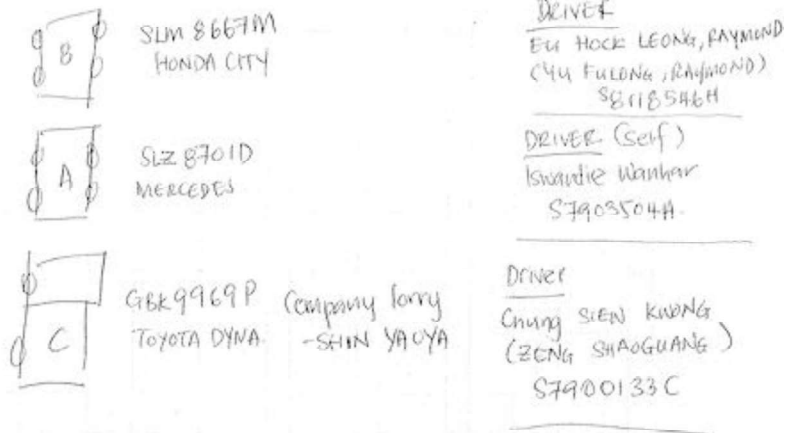 B
SLM 8667M
HONDA CITY
DRIVER
EU HOCK LEONG, RAYMOND
(YU FULONG, RAYMOND)
S8118546H
A
SLZ 8701D
MERCEDES
DRIVER (Self)
Iswandie Wanhar
S7903504A.
C
GBK9969P
TOYOTA DYNA
Company lorry
-SHIN YAOYA
Driver
Chung SIEN KWONG
(ZENG SHAOGUANG)
S7900133C